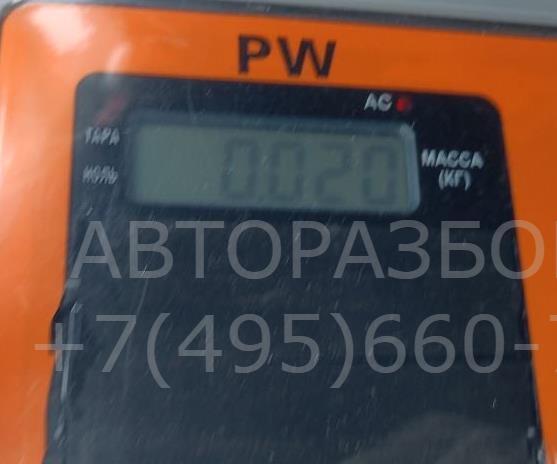 PW
AC
ТАРА
0.020
МАССА
(КГ)
НОЛЬ
АВТОРАЗБО
+7(495)660-